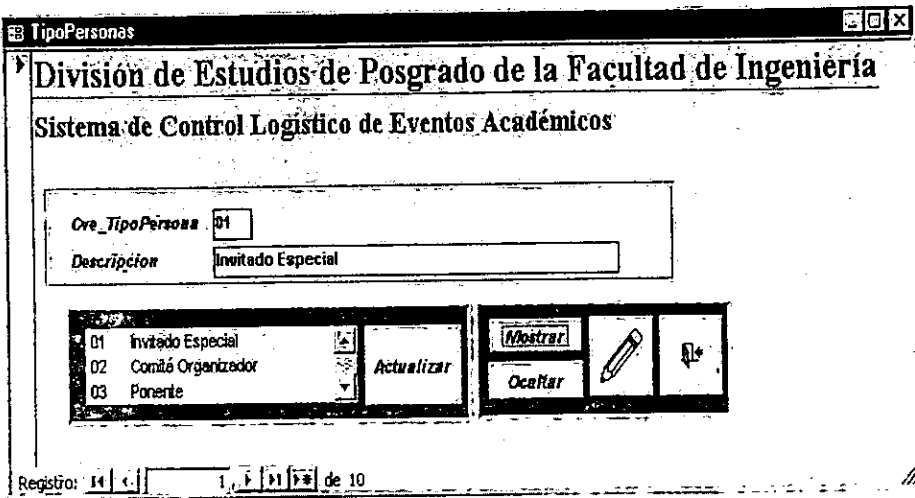 TipoPersonas
División de Estudios de Posgrado de la Facultad de Ingeniería
Sistema de Control Logístico de Eventos Académicos
Cve_TipoPersona 01
Descripcion Invitado Especial
01 Invitado Especial
02 Comité Organizador
03 Ponente
Actualizar
Mostrar
Ocultar
Registro: 1 de 10